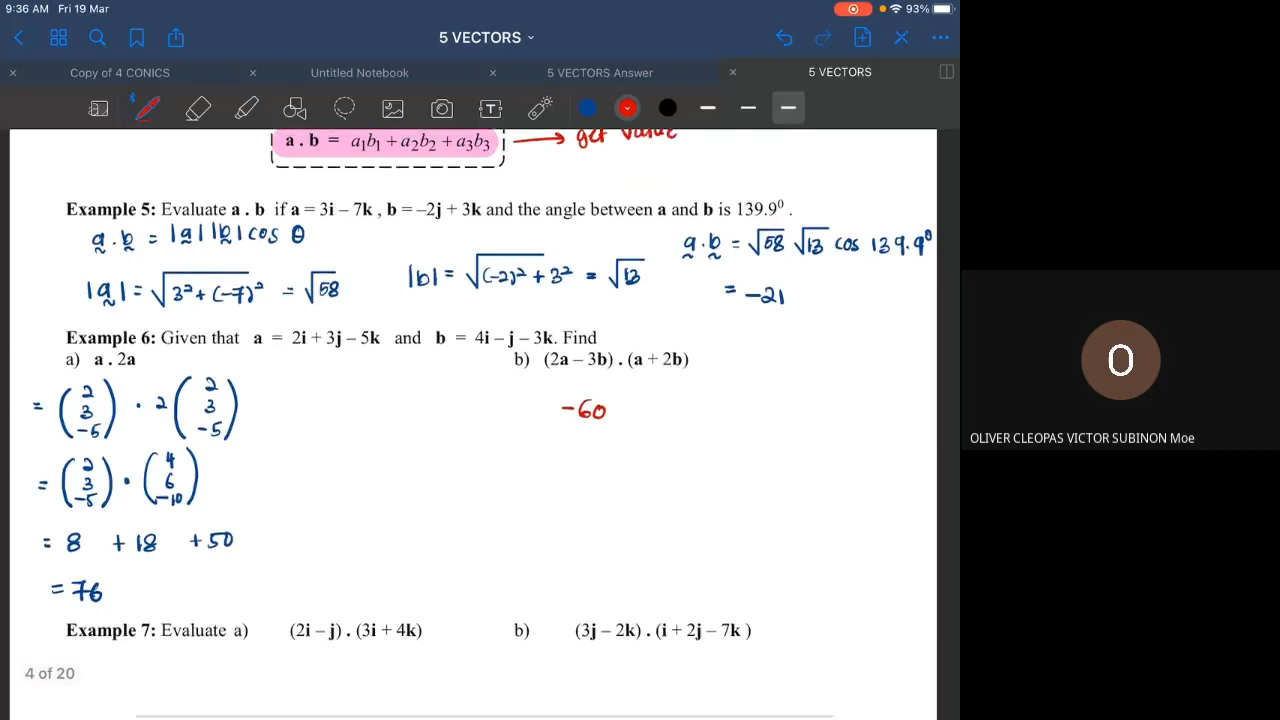 9:36 AM Fri 19 Mar
93%
5 VECTORS
Copy of 4 CONICS
Untitled Notebook
5 VECTORS Answer
5 VECTORS
a . b = a₁b₁ + a₂b₂ + a₃b₃ → get value
Example 5: Evaluate a . b if a = 3i – 7k , b = –2j + 3k and the angle between a and b is 139.9⁰ .
a . b = |a| |b| cos θ
|a| = √3² + (-7)² = √58
|b| = √(-2)² + 3² = √13
a . b = √58 √13 cos 139.9⁰
= -21
Example 6: Given that a = 2i + 3j – 5k and b = 4i – j – 3k. Find
a) a . 2a
b) (2a – 3b) . (a + 2b)
= (2 3 -5) . 2 (2 3 -5)
-60
= (2 3 -5) . (4 6 -10)
= 8 + 18 + 50
= 76
Example 7: Evaluate a) (2i – j) . (3i + 4k)
b) (3j – 2k) . (i + 2j – 7k )
4 of 20
O
OLIVER CLEOPAS VICTOR SUBINON Moe